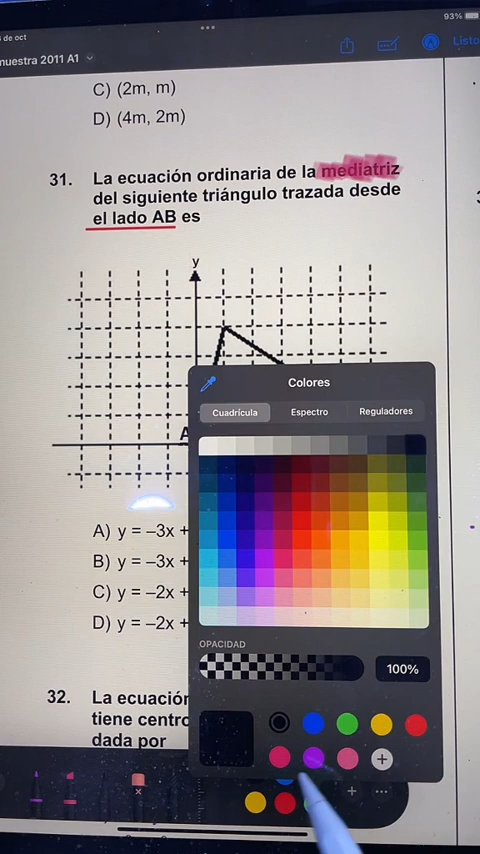 93%
de oct
muestra 2011 A1
Listo
C) (2m, m)
D) (4m, 2m)
31. La ecuación ordinaria de la mediatriz
del siguiente triángulo trazada desde
el lado AB es
y
A
Colores
Cuadrícula Espectro Reguladores
A) y = –3x +
B) y = –3x +
C) y = –2x +
D) y = –2x +
OPACIDAD
100%
32. La ecuación
tiene centro
dada por